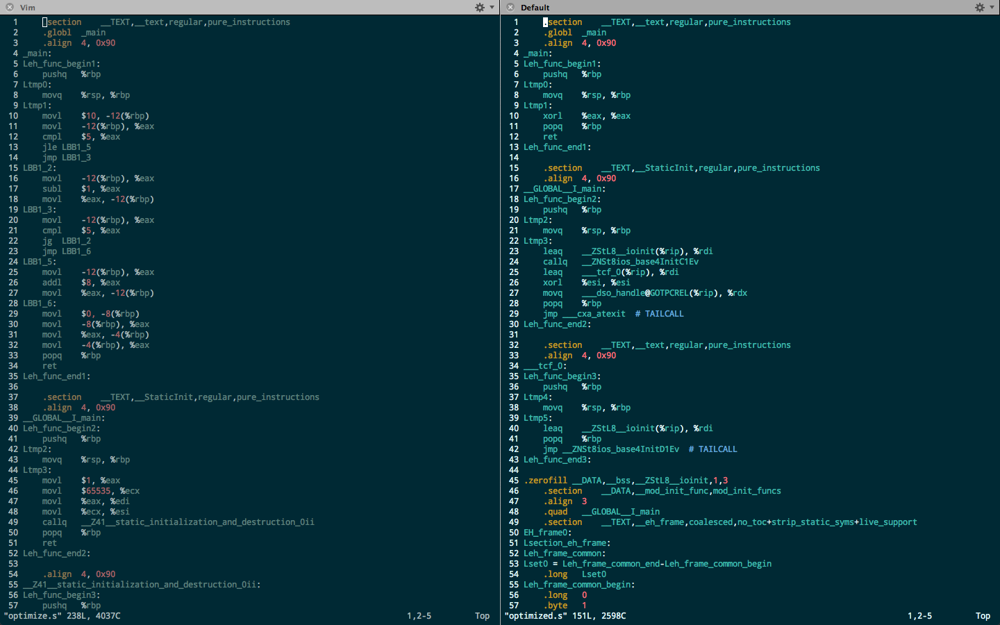 Vim
1 .section __TEXT,__text,regular,pure_instructions
2 .globl _main
3 .align 4, 0x90
4 _main:
5 Leh_func_begin1:
6 pushq %rbp
7 Ltmp0:
8 movq %rsp, %rbp
9 Ltmp1:
10 movl $10, -12(%rbp)
11 movl -12(%rbp), %eax
12 cmpl $5, %eax
13 jle LBB1_5
14 jmp LBB1_3
15 LBB1_2:
16 movl -12(%rbp), %eax
17 subl $1, %eax
18 movl %eax, -12(%rbp)
19 LBB1_3:
20 movl -12(%rbp), %eax
21 cmpl $5, %eax
22 jg LBB1_2
23 jmp LBB1_6
24 LBB1_5:
25 movl -12(%rbp), %eax
26 addl $8, %eax
27 movl %eax, -12(%rbp)
28 LBB1_6:
29 movl $0, -8(%rbp)
30 movl -8(%rbp), %eax
31 movl %eax, -4(%rbp)
32 movl -4(%rbp), %eax
33 popq %rbp
34 ret
35 Leh_func_end1:
36
37 .section __TEXT,__StaticInit,regular,pure_instructions
38 .align 4, 0x90
39 __GLOBAL__I_main:
40 Leh_func_begin2:
41 pushq %rbp
42 Ltmp2:
43 movq %rsp, %rbp
44 Ltmp3:
45 movl $1, %eax
46 movl $65535, %ecx
47 movl %eax, %edi
48 movl %ecx, %esi
49 callq __Z41__static_initialization_and_destruction_0ii
50 popq %rbp
51 ret
52 Leh_func_end2:
53
54 .align 4, 0x90
55 __Z41__static_initialization_and_destruction_0ii:
56 Leh_func_begin3:
57 pushq %rbp
"optimize.s" 238L, 4037C 1,2-5 Top
Default
1 .section __TEXT,__text,regular,pure_instructions
2 .globl _main
3 .align 4, 0x90
4 _main:
5 Leh_func_begin1:
6 pushq %rbp
7 Ltmp0:
8 movq %rsp, %rbp
9 Ltmp1:
10 xorl %eax, %eax
11 popq %rbp
12 ret
13 Leh_func_end1:
14
15 .section __TEXT,__StaticInit,regular,pure_instructions
16 .align 4, 0x90
17 __GLOBAL__I_main:
18 Leh_func_begin2:
19 pushq %rbp
20 Ltmp2:
21 movq %rsp, %rbp
22 Ltmp3:
23 leaq __ZStL8__ioinit(%rip), %rdi
24 callq __ZNSt8ios_base4InitC1Ev
25 leaq ___tcf_0(%rip), %rdi
26 xorl %esi, %esi
27 movq ___dso_handle@GOTPCREL(%rip), %rdx
28 popq %rbp
29 jmp ___cxa_atexit # TAILCALL
30 Leh_func_end2:
31
32 .section __TEXT,__text,regular,pure_instructions
33 .align 4, 0x90
34 ___tcf_0:
35 Leh_func_begin3:
36 pushq %rbp
37 Ltmp4:
38 movq %rsp, %rbp
39 Ltmp5:
40 leaq __ZStL8__ioinit(%rip), %rdi
41 popq %rbp
42 jmp __ZNSt8ios_base4InitD1Ev # TAILCALL
43 Leh_func_end3:
44
45 .zerofill __DATA,__bss,__ZStL8__ioinit,1,3
46 .section __DATA,__mod_init_func,mod_init_funcs
47 .align 3
48 .quad __GLOBAL__I_main
49 .section __TEXT,__eh_frame,coalesced,no_toc+strip_static_syms+live_support
50 EH_frame0:
51 Lsection_eh_frame:
52 Leh_frame_common:
53 Lset0 = Leh_frame_common_end-Leh_frame_common_begin
54 .long Lset0
55 Leh_frame_common_begin:
56 .long 0
57 .byte 1
"optimized.s" 151L, 2598C 1,2-5 Top